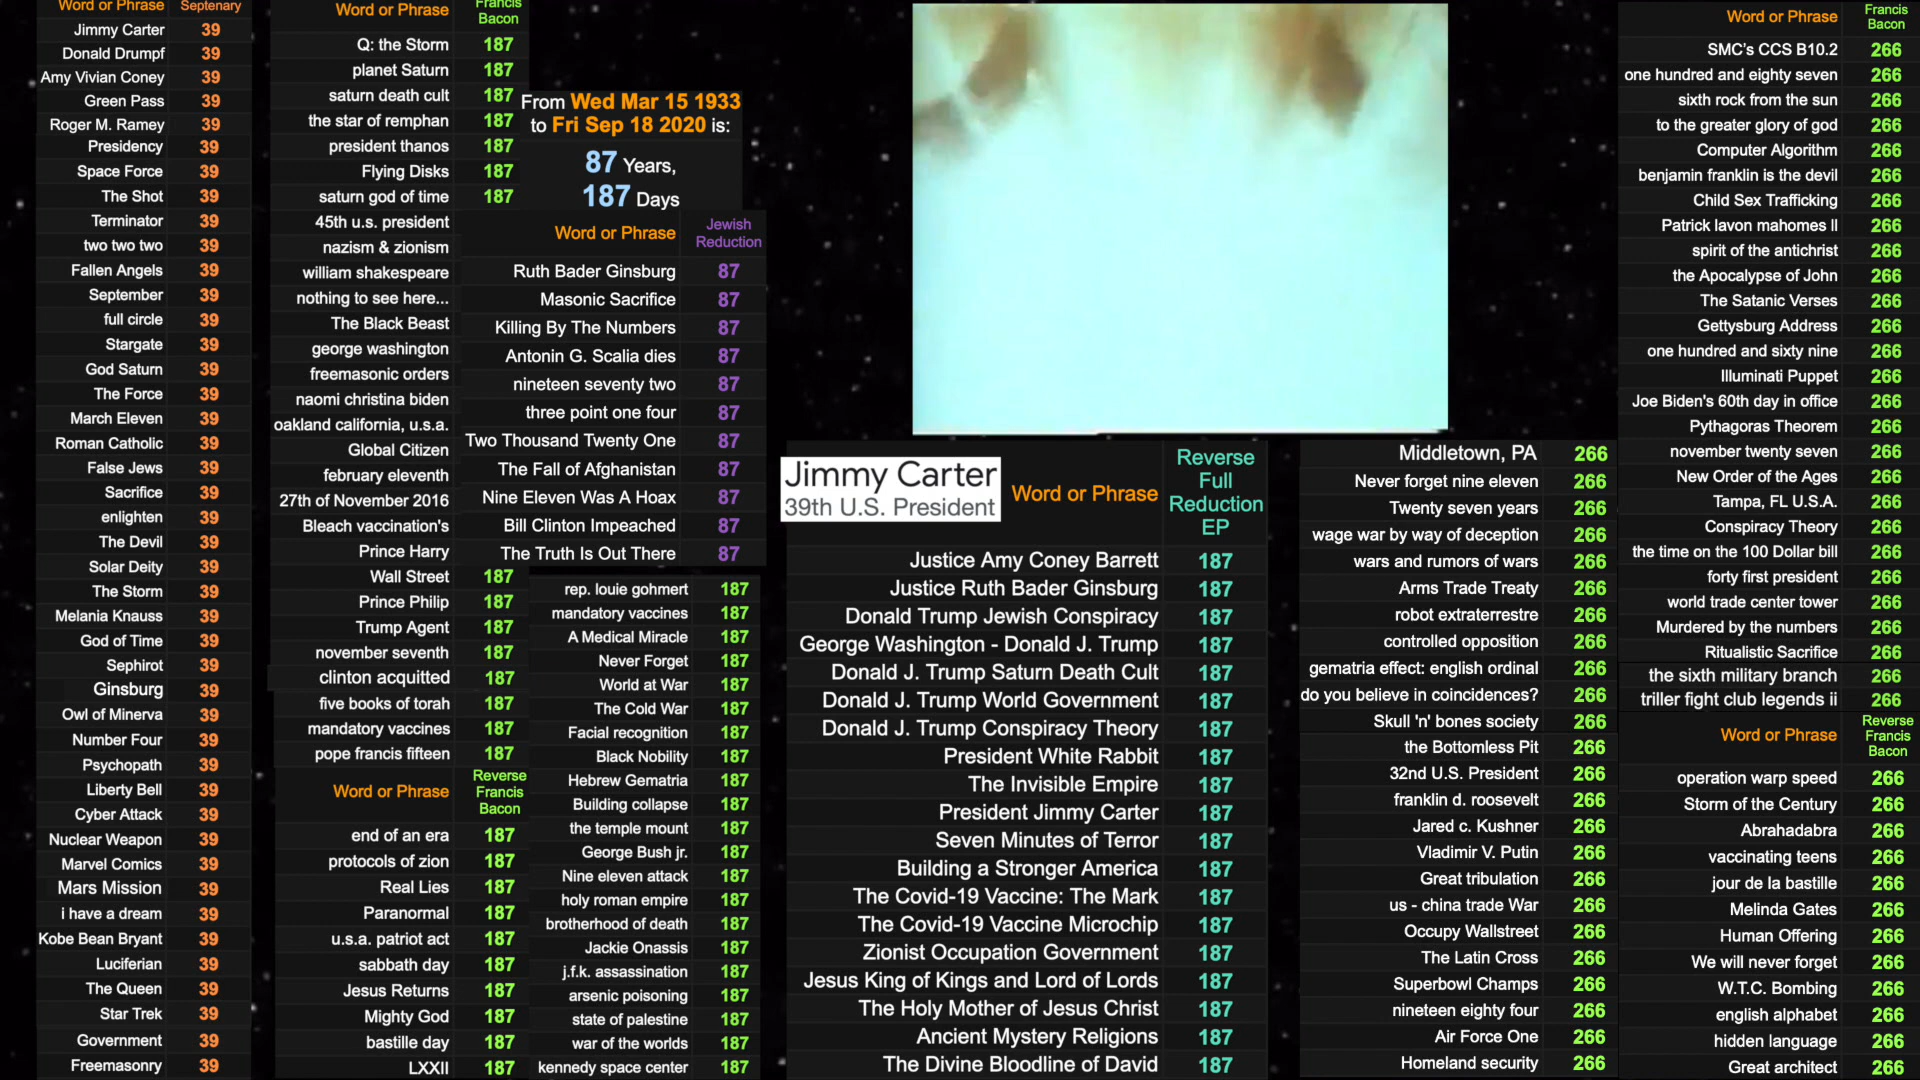 Word or Phrase Septenary
Jimmy Carter 39
Donald Drumpf 39
Amy Vivian Coney 39
Green Pass 39
Roger M. Ramey 39
Presidency 39
Space Force 39
The Shot 39
Terminator 39
two two two 39
Fallen Angels 39
September 39
full circle 39
Stargate 39
God Saturn 39
The Force 39
March Eleven 39
Roman Catholic 39
False Jews 39
Sacrifice 39
enlighten 39
The Devil 39
Solar Deity 39
The Storm 39
Melania Knauss 39
God of Time 39
Sephirot 39
Ginsburg 39
Owl of Minerva 39
Number Four 39
Psychopath 39
Liberty Bell 39
Cyber Attack 39
Nuclear Weapon 39
Marvel Comics 39
Mars Mission 39
i have a dream 39
Kobe Bean Bryant 39
Luciferian 39
The Queen 39
Star Trek 39
Government 39
Freemasonry 39
Word or Phrase Francis Bacon
Q: the Storm 187
planet Saturn 187
saturn death cult 187
the star of remphan 187
president thanos 187
Flying Disks 187
saturn god of time 187
45th u.s. president
nazism & zionism
william shakespeare
nothing to see here...
The Black Beast
george washington
freemasonic orders
naomi christina biden
oakland california, u.s.a.
Global Citizen
february eleventh
27th of November 2016
Bleach vaccination's
Prince Harry
Wall Street 187
Prince Philip 187
Trump Agent 187
november seventh 187
clinton acquitted 187
five books of torah 187
mandatory vaccines 187
pope francis fifteen 187
Word or Phrase Reverse Francis Bacon
end of an era 187
protocols of zion 187
Real Lies 187
Paranormal 187
u.s.a. patriot act 187
sabbath day 187
Jesus Returns 187
Mighty God 187
bastille day 187
LXXII 187
From Wed Mar 15 1933
to Fri Sep 18 2020 is:
87 Years,
187 Days
Word or Phrase Jewish Reduction
Ruth Bader Ginsburg 87
Masonic Sacrifice 87
Killing By The Numbers 87
Antonin G. Scalia dies 87
nineteen seventy two 87
three point one four 87
Two Thousand Twenty One 87
The Fall of Afghanistan 87
Nine Eleven Was A Hoax 87
Bill Clinton Impeached 87
The Truth Is Out There 87
rep. louie gohmert 187
mandatory vaccines 187
A Medical Miracle 187
Never Forget 187
World at War 187
The Cold War 187
Facial recognition 187
Black Nobility 187
Hebrew Gematria 187
Building collapse 187
the temple mount 187
George Bush jr. 187
Nine eleven attack 187
holy roman empire 187
brotherhood of death 187
Jackie Onassis 187
j.f.k. assassination 187
arsenic poisoning 187
state of palestine 187
war of the worlds 187
kennedy space center 187
Jimmy Carter
39th U.S. President
Word or Phrase Reverse Full Reduction EP
Justice Amy Coney Barrett 187
Justice Ruth Bader Ginsburg 187
Donald Trump Jewish Conspiracy 187
George Washington - Donald J. Trump 187
Donald J. Trump Saturn Death Cult 187
Donald J. Trump World Government 187
Donald J. Trump Conspiracy Theory 187
President White Rabbit 187
The Invisible Empire 187
President Jimmy Carter 187
Seven Minutes of Terror 187
Building a Stronger America 187
The Covid-19 Vaccine: The Mark 187
The Covid-19 Vaccine Microchip 187
Zionist Occupation Government 187
Jesus King of Kings and Lord of Lords 187
The Holy Mother of Jesus Christ 187
Ancient Mystery Religions 187
The Divine Bloodline of David 187
Middletown, PA 266
Never forget nine eleven 266
Twenty seven years 266
wage war by way of deception 266
wars and rumors of wars 266
Arms Trade Treaty 266
robot extraterrestre 266
controlled opposition 266
gematria effect: english ordinal 266
do you believe in coincidences? 266
Skull 'n' bones society 266
the Bottomless Pit 266
32nd U.S. President 266
franklin d. roosevelt 266
Jared c. Kushner 266
Vladimir V. Putin 266
Great tribulation 266
us - china trade War 266
Occupy Wallstreet 266
The Latin Cross 266
Superbowl Champs 266
nineteen eighty four 266
Air Force One 266
Homeland security 266
Word or Phrase Francis Bacon
SMC's CCS B10.2 266
one hundred and eighty seven 266
sixth rock from the sun 266
to the greater glory of god 266
Computer Algorithm 266
benjamin franklin is the devil 266
Child Sex Trafficking 266
Patrick lavon mahomes II 266
spirit of the antichrist 266
the Apocalypse of John 266
The Satanic Verses 266
Gettysburg Address 266
one hundred and sixty nine 266
Illuminati Puppet 266
Joe Biden's 60th day in office 266
Pythagoras Theorem 266
november twenty seven 266
New Order of the Ages 266
Tampa, FL U.S.A. 266
Conspiracy Theory 266
the time on the 100 Dollar bill 266
forty first president 266
world trade center tower 266
Murdered by the numbers 266
Ritualistic Sacrifice 266
the sixth military branch 266
triller fight club legends ii 266
Word or Phrase Reverse Francis Bacon
operation warp speed 266
Storm of the Century 266
Abrahadabra 266
vaccinating teens 266
jour de la bastille 266
Melinda Gates 266
Human Offering 266
We will never forget 266
W.T.C. Bombing 266
english alphabet 266
hidden language 266
Great architect 266